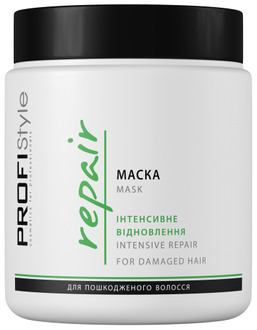 PROFIStyle
cosmetics for professionals
repair
МАСКА
MASK
ІНТЕНСИВНЕ
ВІДНОВЛЕННЯ
INTENSIVE REPAIR
FOR DAMAGED HAIR
ДЛЯ ПОШКОДЖЕНОГО ВОЛОССЯ